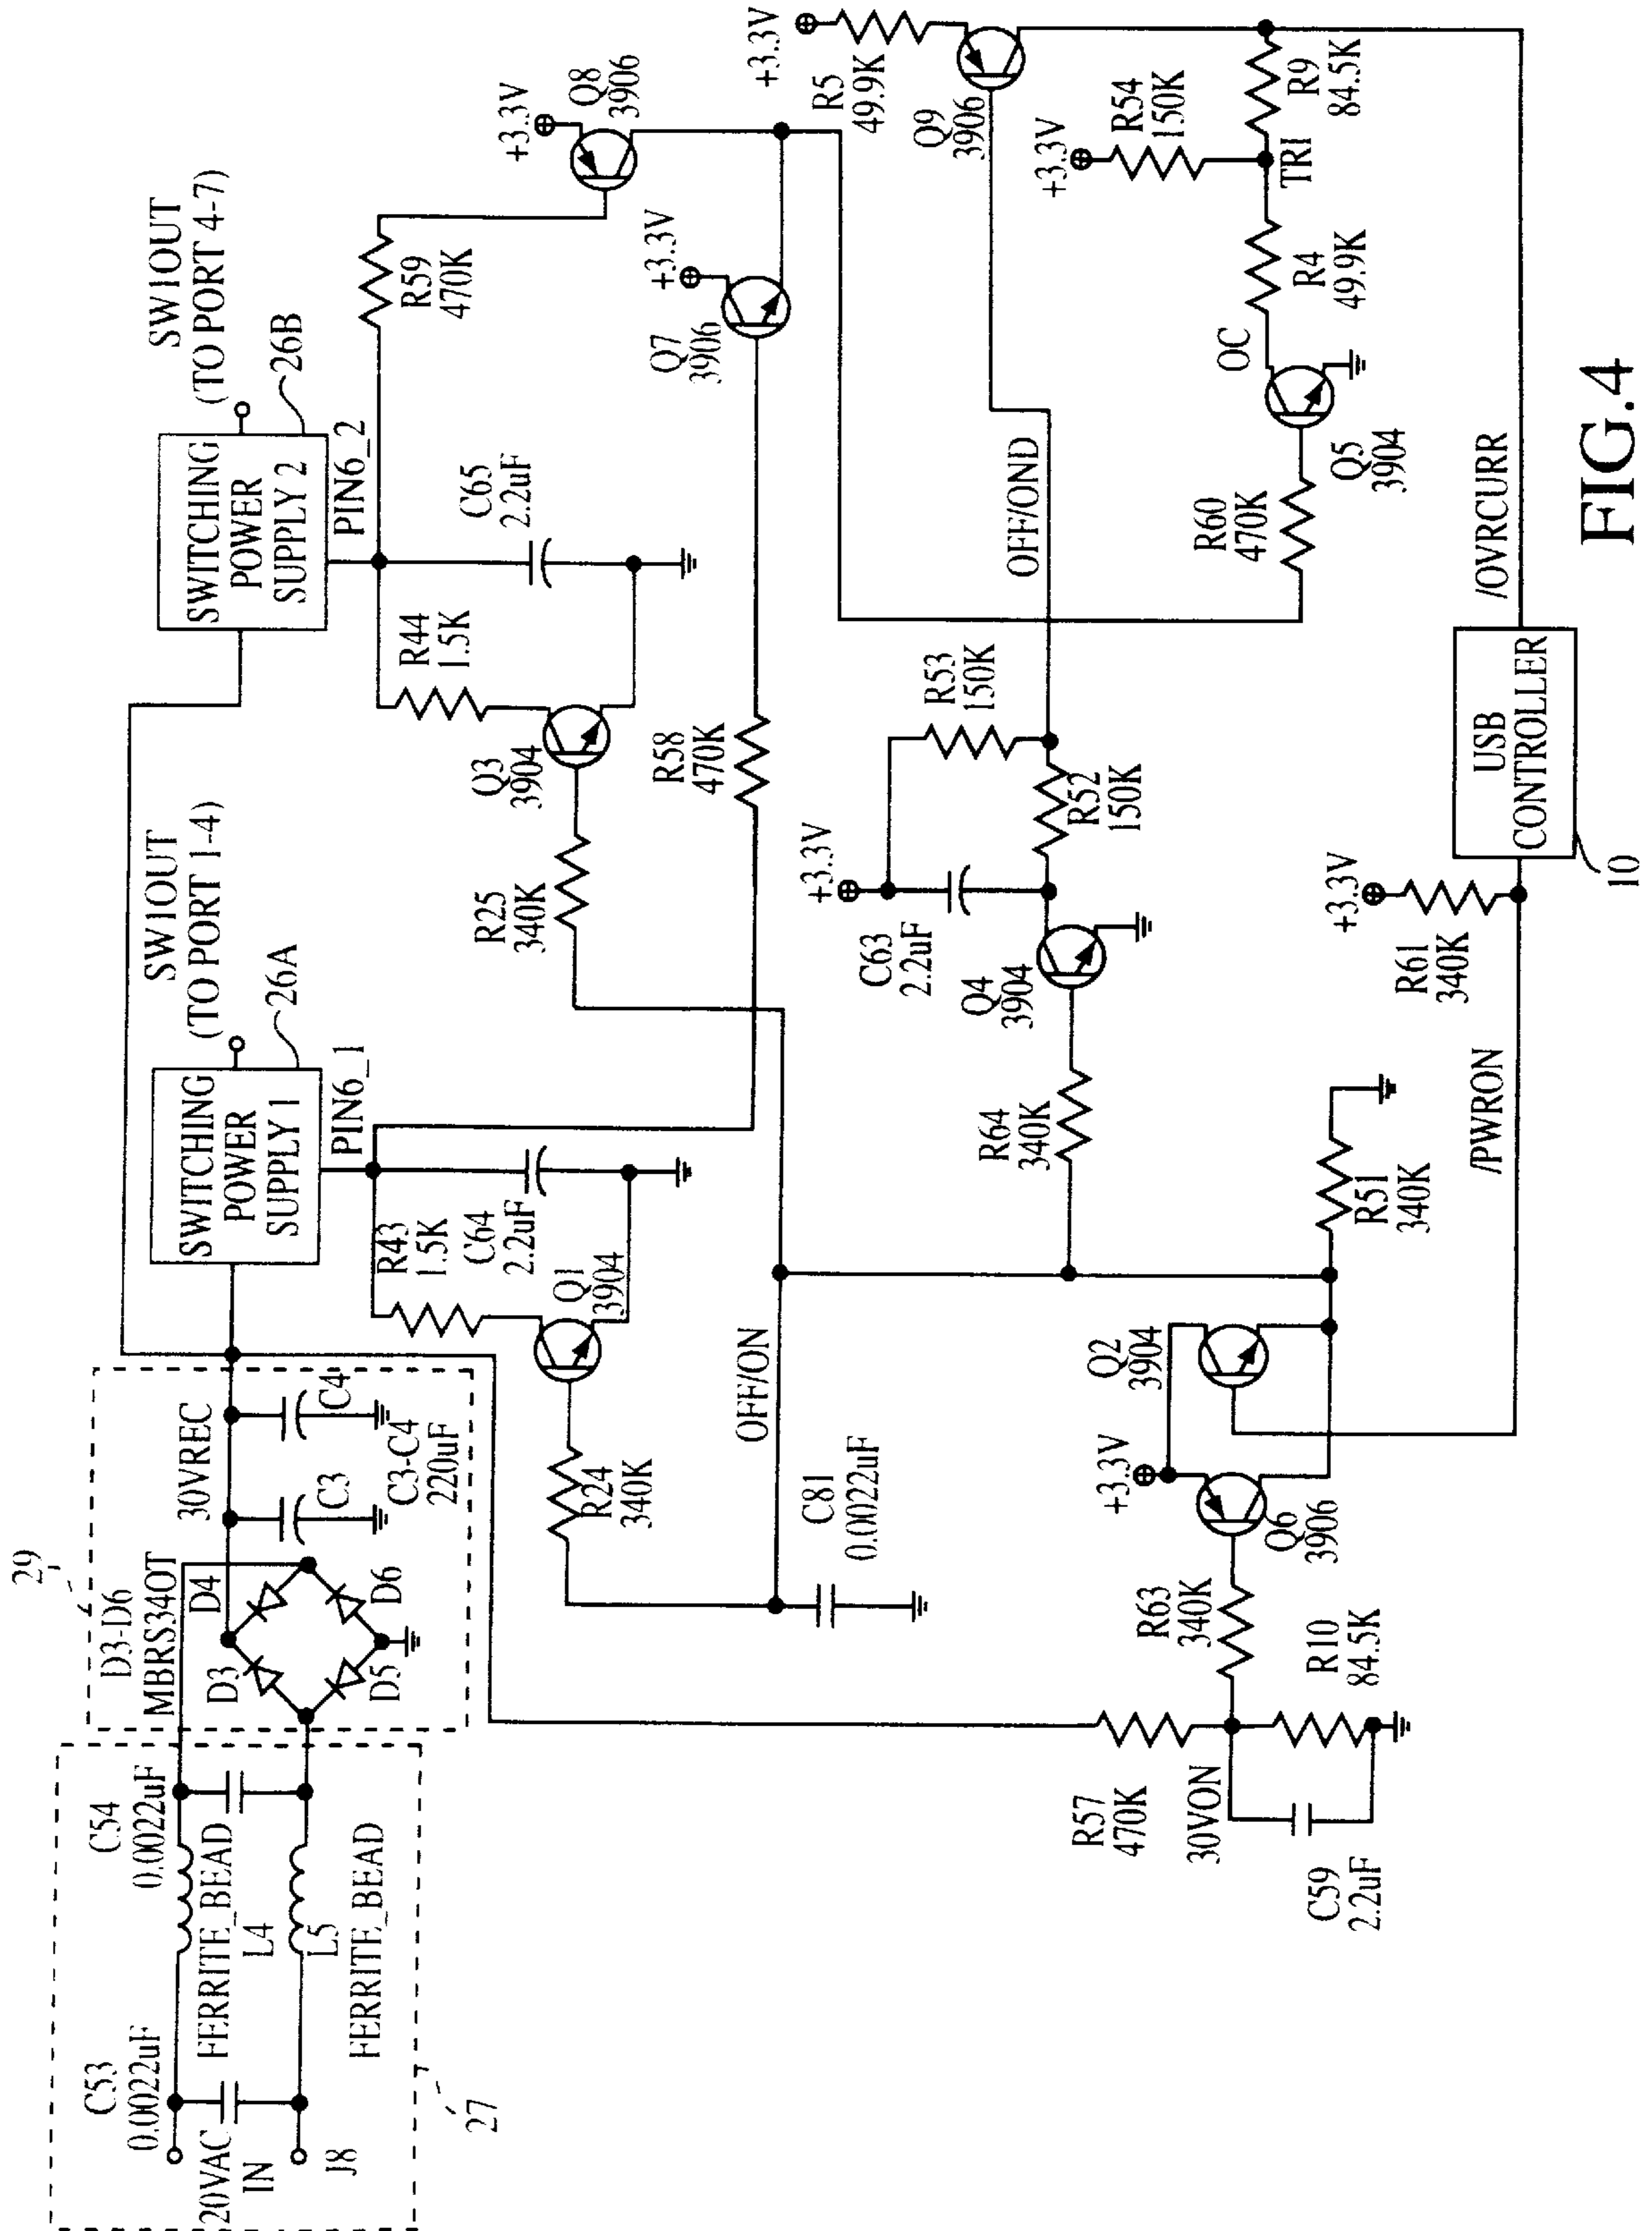 29
27
C53
0.0022uF
20VAC
IN
J8
FERRITE_BEAD
L4
L5
FERRITE_BEAD
C54
0.0022uF
D3-D6
MBRS340T
D3
D4
D5
D6
30VREC
C3
C4
C3-C4
220uF
SWITCHING
POWER
SUPPLY 1
26A
SW1OUT
(TO PORT 1-4)
PIN6_1
SWITCHING
POWER
SUPPLY 2
26B
SW1OUT
(TO PORT 4-7)
PIN6_2
R43
1.5K
C64
2.2uF
Q1
3904
R24
340K
R25
340K
Q3
3904
R44
1.5K
C65
2.2uF
R59
470K
+3.3V
Q8
3906
R58
470K
Q7
3906
+3.3V
OFF/ON
C81
0.0022uF
R64
340K
Q4
3904
C63
2.2uF
+3.3V
R53
150K
R52
150K
OFF/OND
+3.3V
R5
49.9K
Q9
3906
+3.3V
R54
150K
R9
84.5K
TRI
R4
49.9K
OC
Q5
3904
R60
470K
R57
470K
30VON
C59
2.2uF
R63
340K
R10
84.5K
+3.3V
Q6
3906
Q2
3904
R51
340K
/PWRON
+3.3V
R61
340K
USB
CONTROLLER
10
/OVRCURR
FIG.4